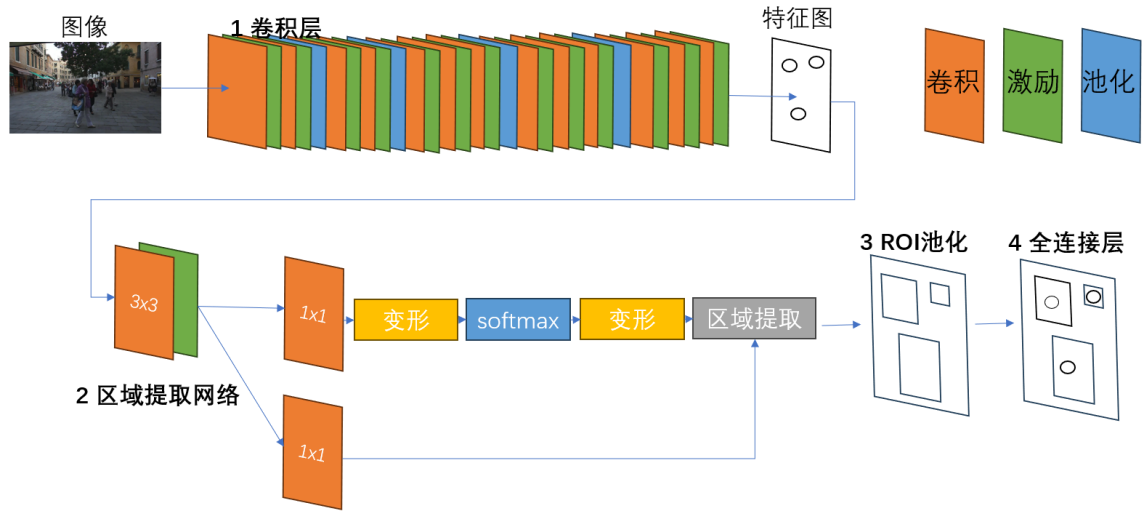 图像
1 卷积层
特征图
卷积
激励
池化
3x3
1x1
变形
softmax
变形
区域提取
2 区域提取网络
1x1
3 ROI池化
4 全连接层